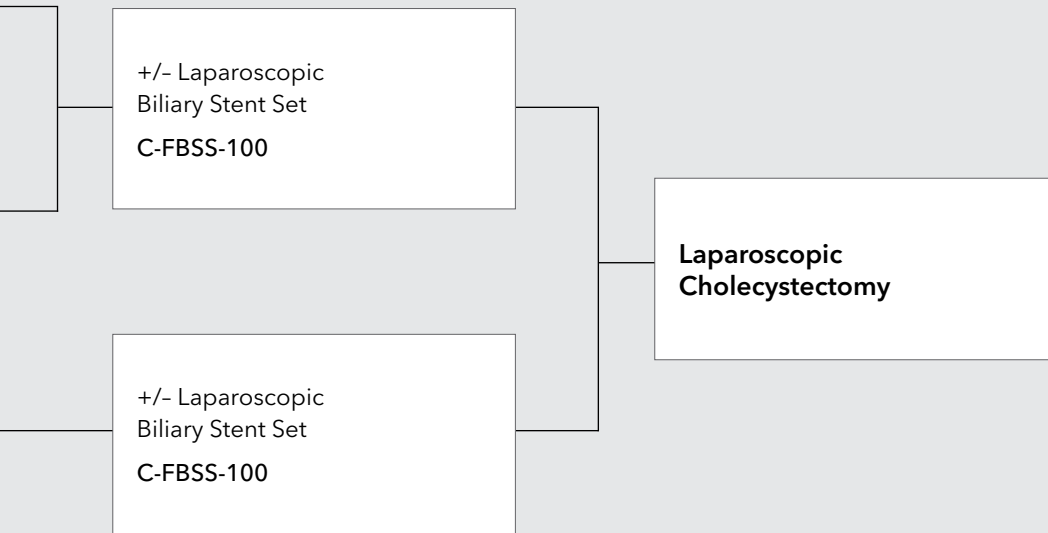 +/– Laparoscopic
Biliary Stent Set
C-FBSS-100
Laparoscopic
Cholecystectomy
+/– Laparoscopic
Biliary Stent Set
C-FBSS-100